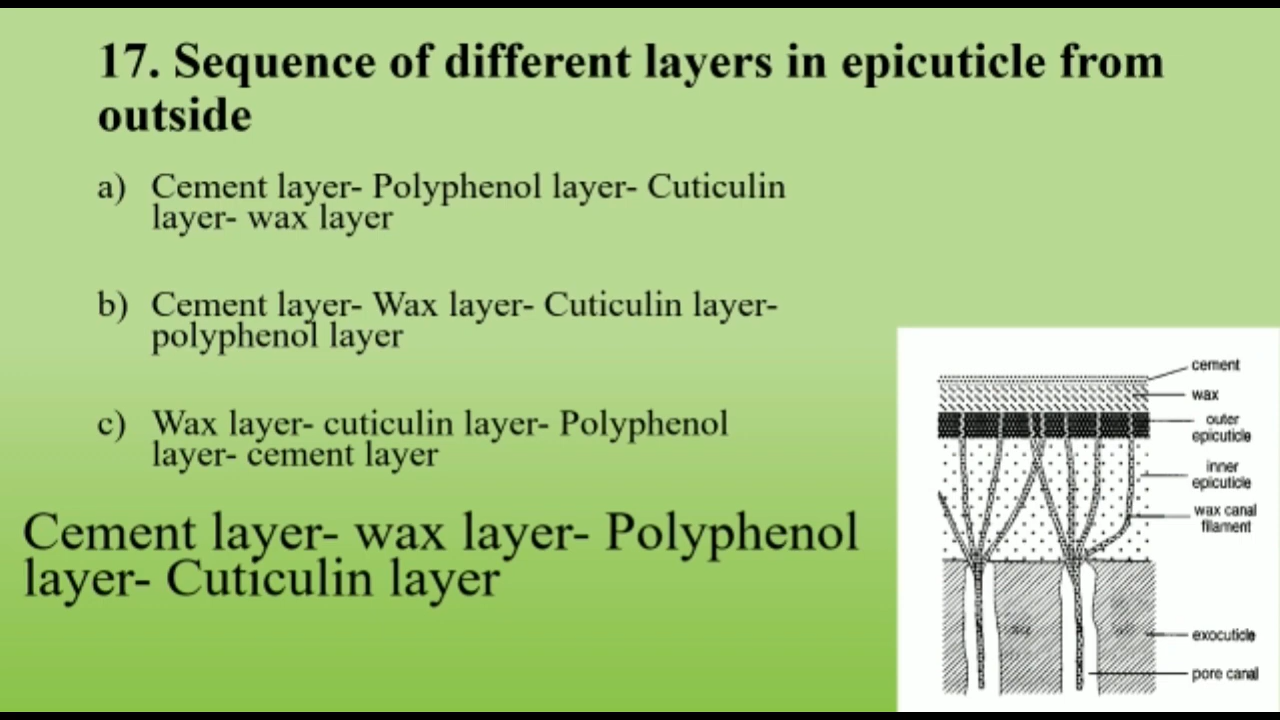 17. Sequence of different layers in epicuticle from
outside
a) Cement layer- Polyphenol layer- Cuticulin
layer- wax layer
b) Cement layer- Wax layer- Cuticulin layer-
polyphenol layer
c) Wax layer- cuticulin layer- Polyphenol
layer- cement layer
Cement layer- wax layer- Polyphenol
layer- Cuticulin layer
cement
wax
outer
epicuticle
inner
epicuticle
wax canal
filament
exocuticle
pore canal